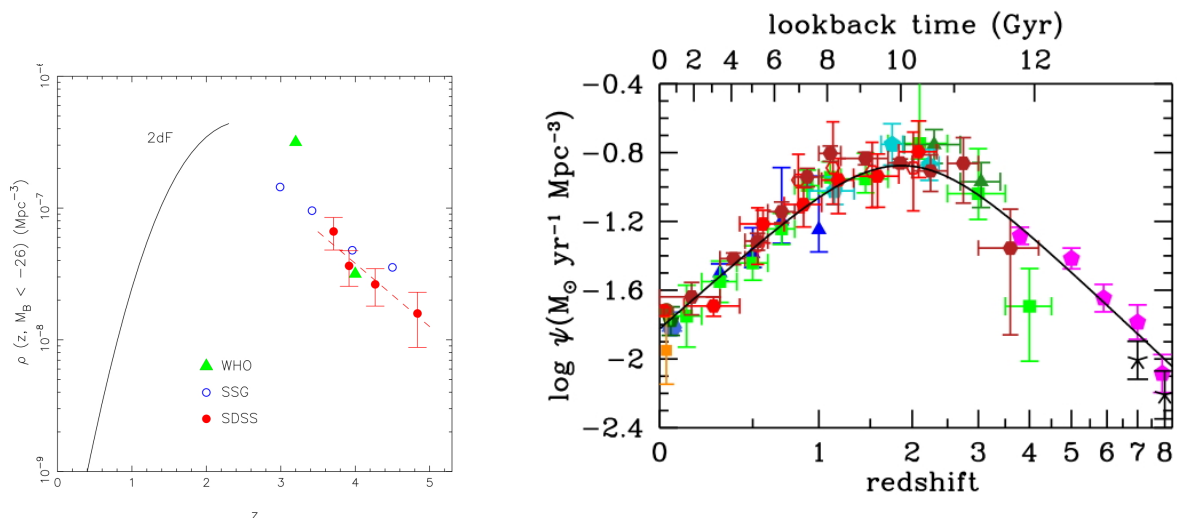 10⁻⁶
10⁻⁷
10⁻⁸
10⁻⁹
ρ (z, M_B < −26) (Mpc⁻³)
2dF
WHO
SSG
SDSS
0 1 2 3 4 5
z
lookback time (Gyr)
0 2 4 6 8 10 12
-0.4
-0.8
-1.2
-1.6
-2
-2.4
log ψ(M⊙ yr⁻¹ Mpc⁻³)
0 1 2 3 4 5 6 7 8
redshift